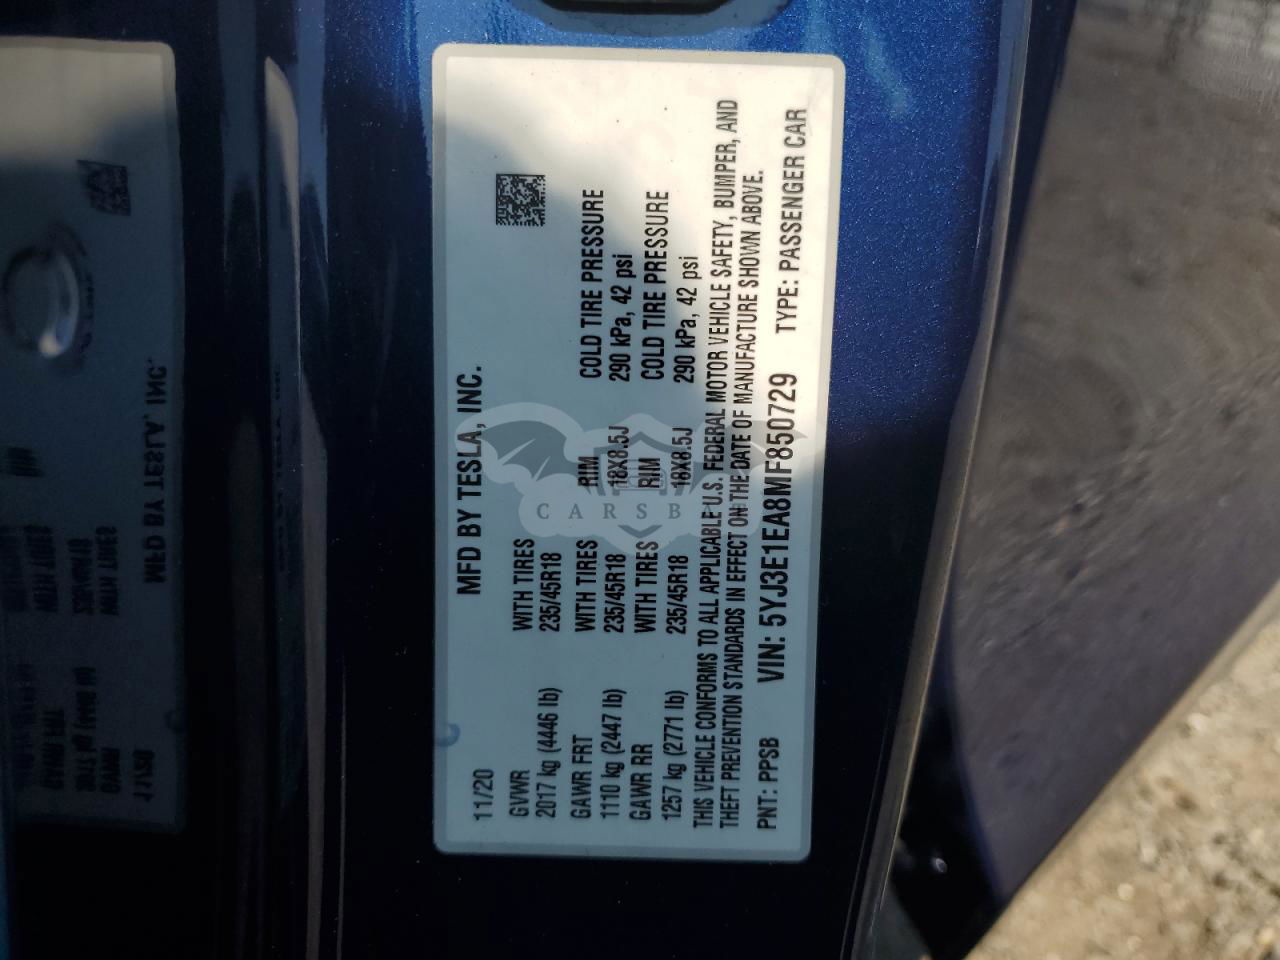 11/20 MFD BY TESLA, INC.
GVWR WITH TIRES
2017 kg (4446 lb) 235/45R18
GAWR FRT WITH TIRES RIM COLD TIRE PRESSURE
1110 kg (2447 lb) 235/45R18 18X8.5J 290 kPa, 42 psi
GAWR RR WITH TIRES RIM COLD TIRE PRESSURE
1257 kg (2771 lb) 235/45R18 18X8.5J 290 kPa, 42 psi
THIS VEHICLE CONFORMS TO ALL APPLICABLE U.S. FEDERAL MOTOR VEHICLE SAFETY, BUMPER, AND
THEFT PREVENTION STANDARDS IN EFFECT ON THE DATE OF MANUFACTURE SHOWN ABOVE.
PNT: PPSB VIN: 5YJ3E1EA8MF850729 TYPE: PASSENGER CAR